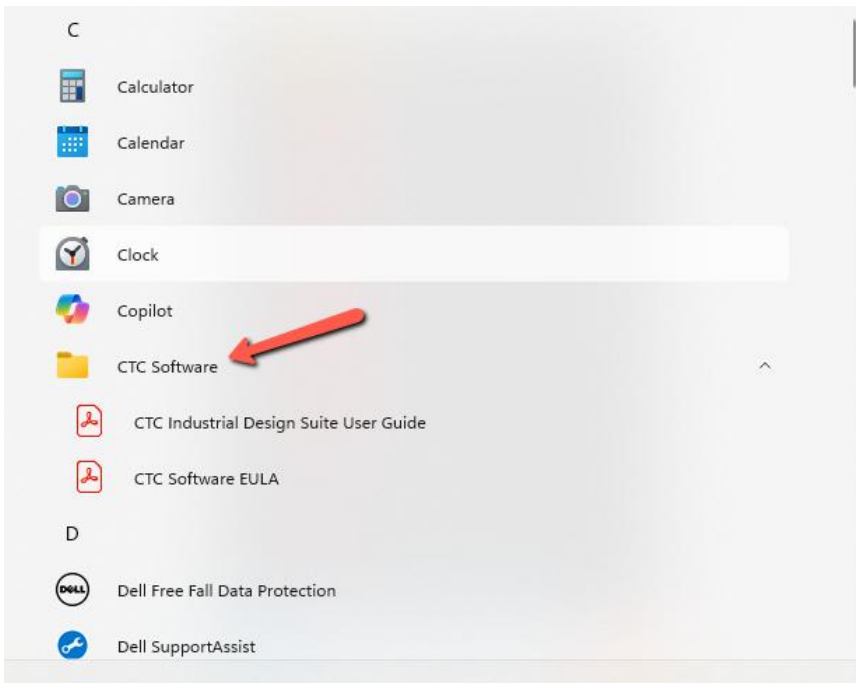 C
Calculator
Calendar
Camera
Clock
Copilot
CTC Software
CTC Industrial Design Suite User Guide
CTC Software EULA
D
DELL Dell Free Fall Data Protection
Dell SupportAssist